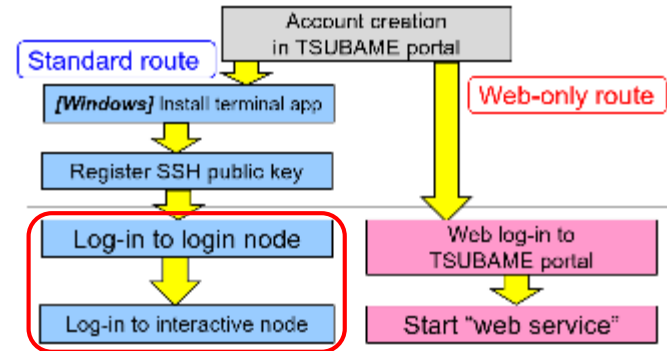 Account creation
in TSUBAME portal
Standard route
[Windows] Install terminal app
Web-only route
Register SSH public key
Log-in to login node
Web log-in to
TSUBAME portal
Log-in to interactive node
Start “web service”